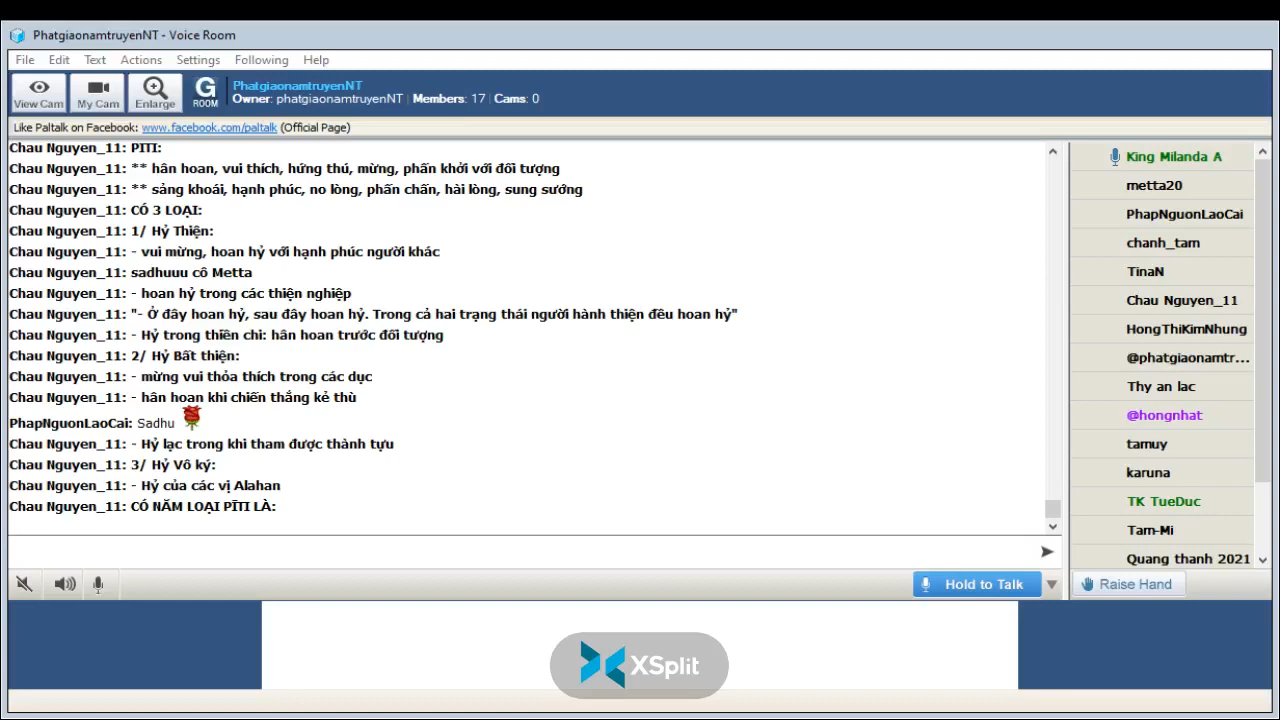 PhatgiaonamtruyenNT - Voice Room
File Edit Text Actions Settings Following Help
View Cam
My Cam
Enlarge
G ROOM
PhatgiaonamtruyenNT
Owner: phatgiaonamtruyenNT | Members: 17 | Cams: 0
Like Paltalk on Facebook: www.facebook.com/paltalk (Official Page)
Chau Nguyen_11: PITI:
Chau Nguyen_11: ** hân hoan, vui thích, hứng thú, mừng, phấn khởi với đối tượng
Chau Nguyen_11: ** sảng khoái, hạnh phúc, no lòng, phấn chấn, hài lòng, sung sướng
Chau Nguyen_11: CÓ 3 LOẠI:
Chau Nguyen_11: 1/ Hỷ Thiện:
Chau Nguyen_11: - vui mừng, hoan hỷ với hạnh phúc người khác
Chau Nguyen_11: sadhuuu cô Metta
Chau Nguyen_11: - hoan hỷ trong các thiện nghiệp
Chau Nguyen_11: "- Ở đây hoan hỷ, sau đây hoan hỷ. Trong cả hai trạng thái người hành thiện đều hoan hỷ"
Chau Nguyen_11: - Hỷ trong thiền chi: hân hoan trước đối tượng
Chau Nguyen_11: 2/ Hỷ Bất thiện:
Chau Nguyen_11: - mừng vui thỏa thích trong các dục
Chau Nguyen_11: - hân hoan khi chiến thắng kẻ thù
PhapNguonLaoCai: Sadhu
Chau Nguyen_11: - Hỷ lạc trong khi tham được thành tựu
Chau Nguyen_11: 3/ Hỷ Vô ký:
Chau Nguyen_11: - Hỷ của các vị Alahan
Chau Nguyen_11: CÓ NĂM LOẠI PĪTI LÀ:
King Milanda A
metta20
PhapNguonLaoCai
chanh_tam
TinaN
Chau Nguyen_11
HongThiKimNhung
@phatgiaonamtr...
Thy an lac
@hongnhat
tamuy
karuna
TK TueDuc
Tam-Mi
Quang thanh 2021
Hold to Talk
Raise Hand
XSplit